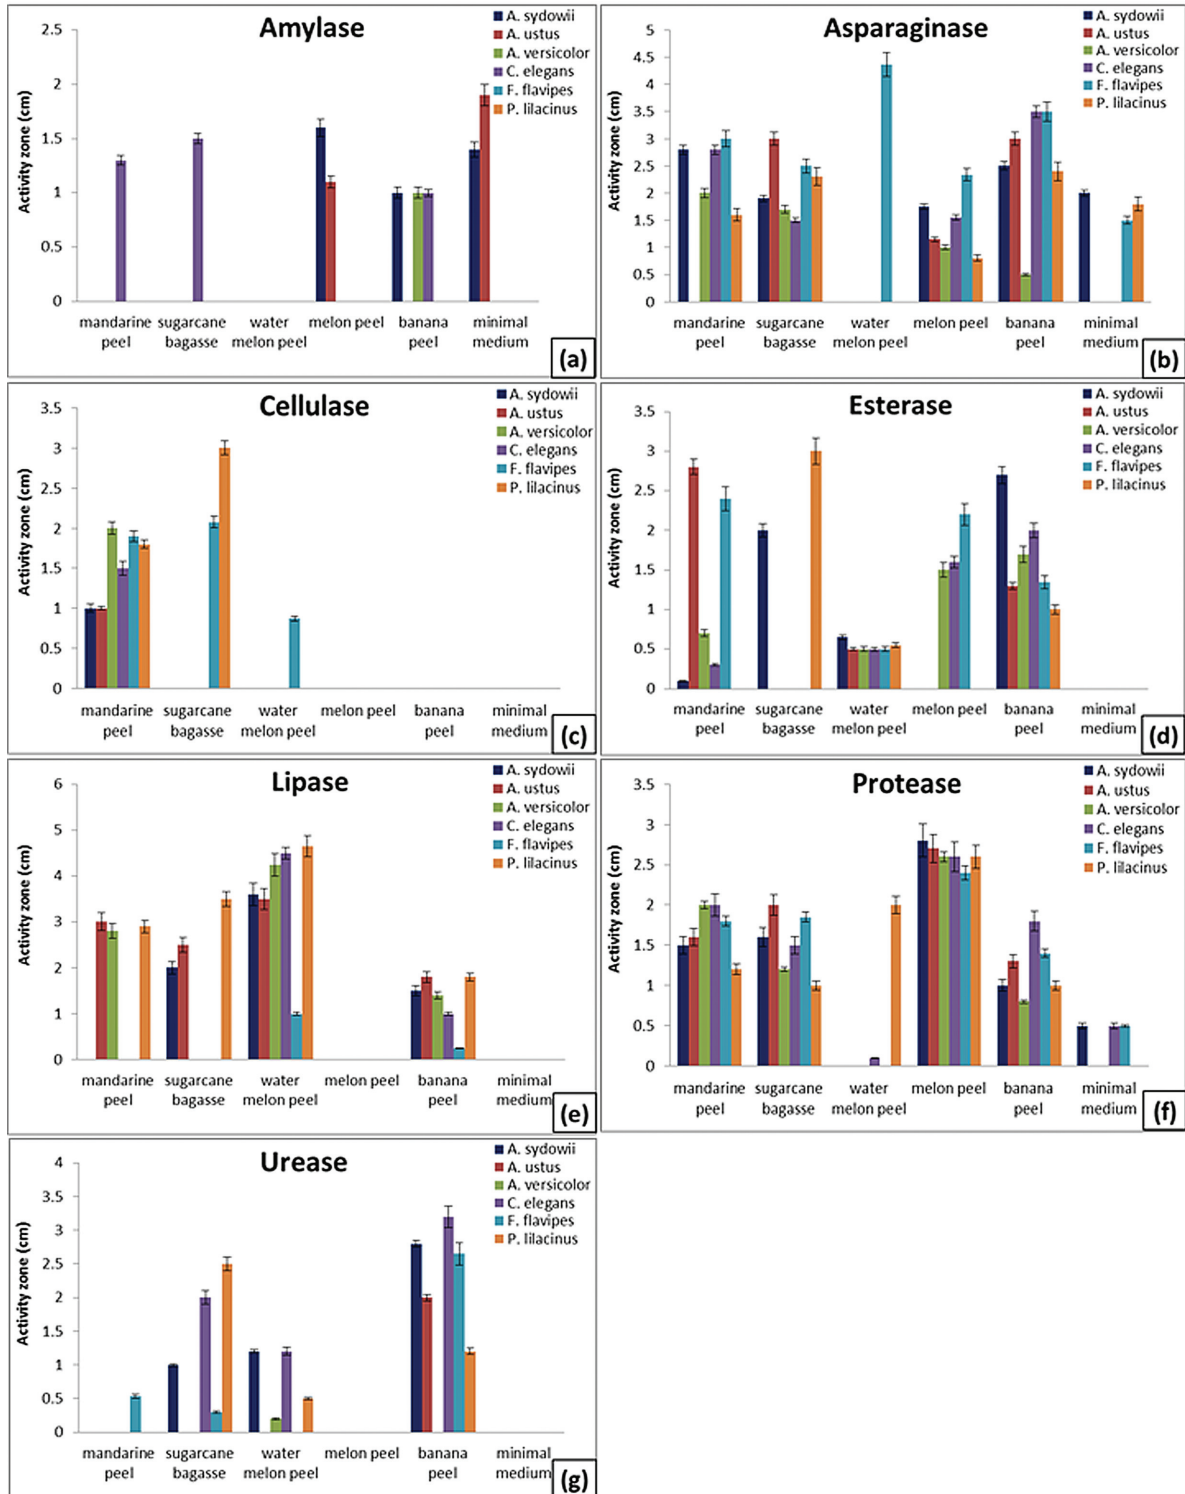 Amylase
A. sydowii
A. ustus
A. versicolor
C. elegans
F. flavipes
P. lilacinus
Activity zone (cm)
2.5
2
1.5
1
0.5
0
mandarine peel
sugarcane bagasse
water melon peel
melon peel
banana peel
minimal medium
(a)
Asparaginase
A. sydowii
A. ustus
A. versicolor
C. elegans
F. flavipes
P. lilacinus
Activity zone (cm)
5
4.5
4
3.5
3
2.5
2
1.5
1
0.5
0
mandarine peel
sugarcane bagasse
water melon peel
melon peel
banana peel
minimal medium
(b)
Cellulase
A. sydowii
A. ustus
A. versicolor
C. elegans
F. flavipes
P. lilacinus
Activity zone (cm)
3.5
3
2.5
2
1.5
1
0.5
0
mandarine peel
sugarcane bagasse
water melon peel
melon peel
banana peel
minimal medium
(c)
Esterase
A. sydowii
A. ustus
A. versicolor
C. elegans
F. flavipes
P. lilacinus
Activity zone (cm)
3.5
3
2.5
2
1.5
1
0.5
0
mandarine peel
sugarcane bagasse
water melon peel
melon peel
banana peel
minimal medium
(d)
Lipase
A. sydowii
A. ustus
A. versicolor
C. elegans
F. flavipes
P. lilacinus
Activity zone (cm)
6
5
4
3
2
1
0
mandarine peel
sugarcane bagasse
water melon peel
melon peel
banana peel
minimal medium
(e)
Protease
A. sydowii
A. ustus
A. versicolor
C. elegans
F. flavipes
P. lilacinus
Activity zone (cm)
3.5
3
2.5
2
1.5
1
0.5
0
mandarine peel
sugarcane bagasse
water melon peel
melon peel
banana peel
minimal medium
(f)
Urease
A. sydowii
A. ustus
A. versicolor
C. elegans
F. flavipes
P. lilacinus
Activity zone (cm)
4
3.5
3
2.5
2
1.5
1
0.5
0
mandarine peel
sugarcane bagasse
water melon peel
melon peel
banana peel
minimal medium
(g)